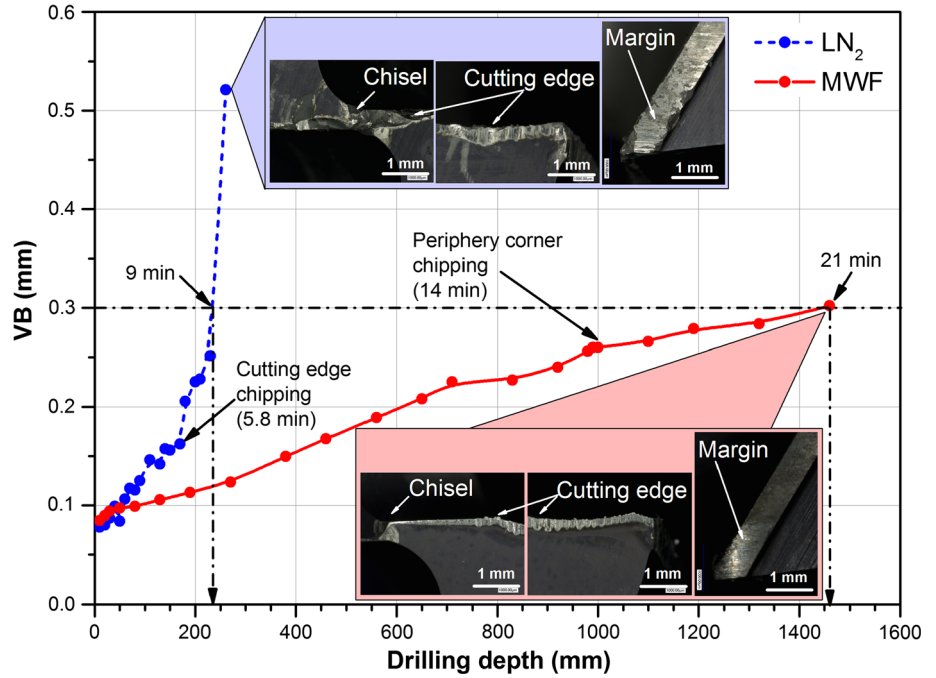 0.6
0.5
0.4
0.3
0.2
0.1
0.0
VB (mm)
0
200
400
600
800
1000
1200
1400
1600
Drilling depth (mm)
LN₂
MWF
Chisel
Cutting edge
Margin
1 mm
1 mm
1 mm
9 min
Cutting edge
chipping
(5.8 min)
Periphery corner
chipping
(14 min)
21 min
Chisel
Cutting edge
Margin
1 mm
1 mm
1 mm